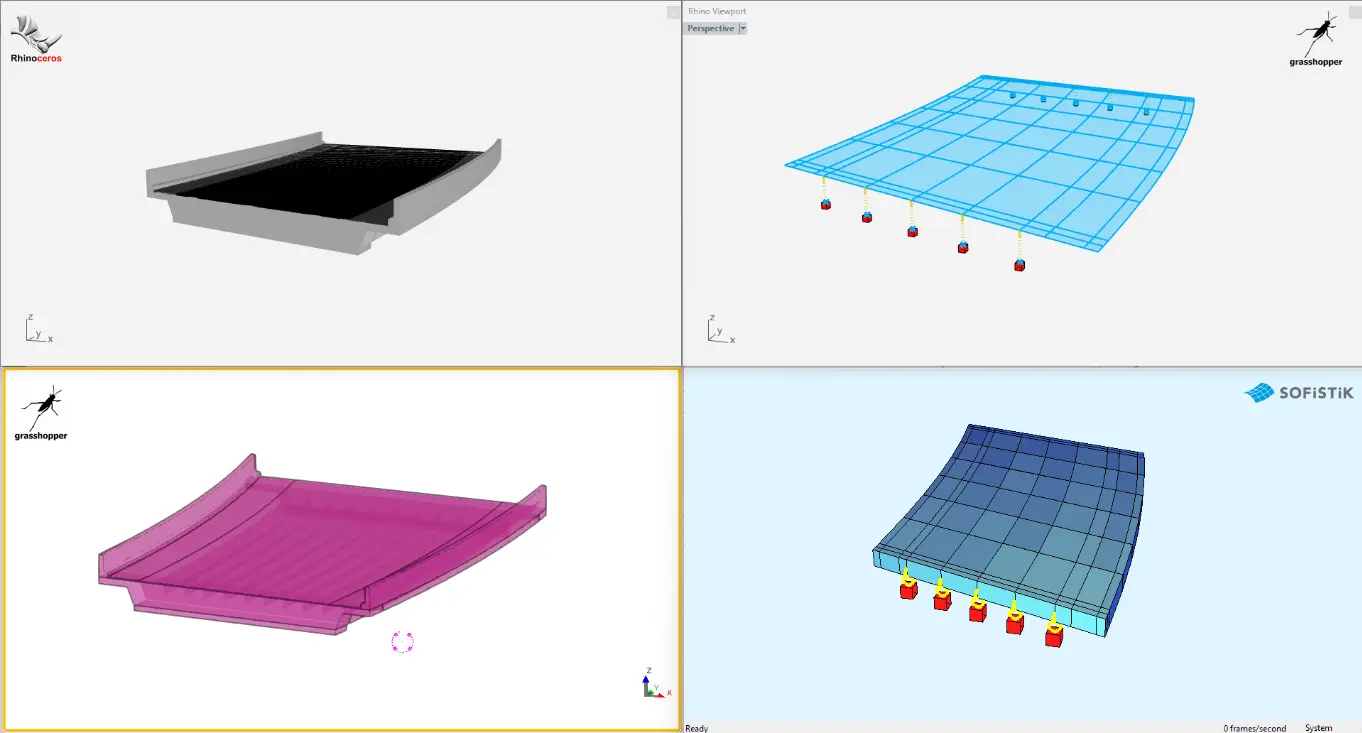 Rhinoceros
z
y
x
Rhino Viewport
Perspective
grasshopper
z
y
x
grasshopper
Z
Y
X
SOFiSTiK
Ready
0 frames/second
System